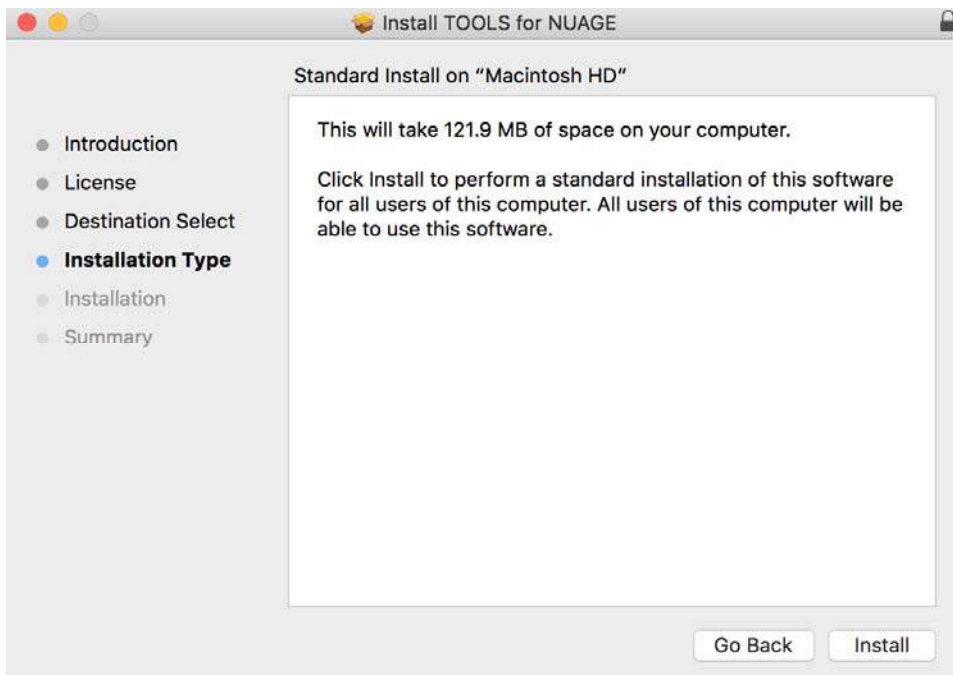 Install TOOLS for NUAGE
Standard Install on “Macintosh HD”
Introduction
License
Destination Select
Installation Type
Installation
Summary
This will take 121.9 MB of space on your computer.
Click Install to perform a standard installation of this software
for all users of this computer. All users of this computer will be
able to use this software.
Go Back
Install